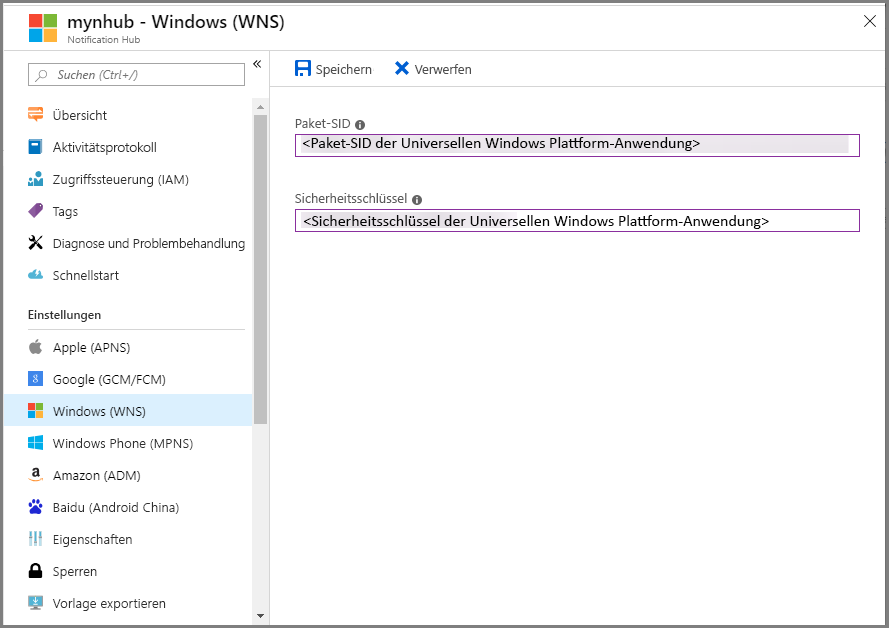 mynhub - Windows (WNS)
Notification Hub
Suchen (Ctrl+/)
Übersicht
Aktivitätsprotokoll
Zugriffssteuerung (IAM)
Tags
Diagnose und Problembehandlung
Schnellstart
Einstellungen
Apple (APNS)
Google (GCM/FCM)
Windows (WNS)
Windows Phone (MPNS)
Amazon (ADM)
Baidu (Android China)
Eigenschaften
Sperren
Vorlage exportieren
Speichern
Verwerfen
Paket-SID
<Paket-SID der Universellen Windows Plattform-Anwendung>
Sicherheitsschlüssel
<Sicherheitsschlüssel der Universellen Windows Plattform-Anwendung>